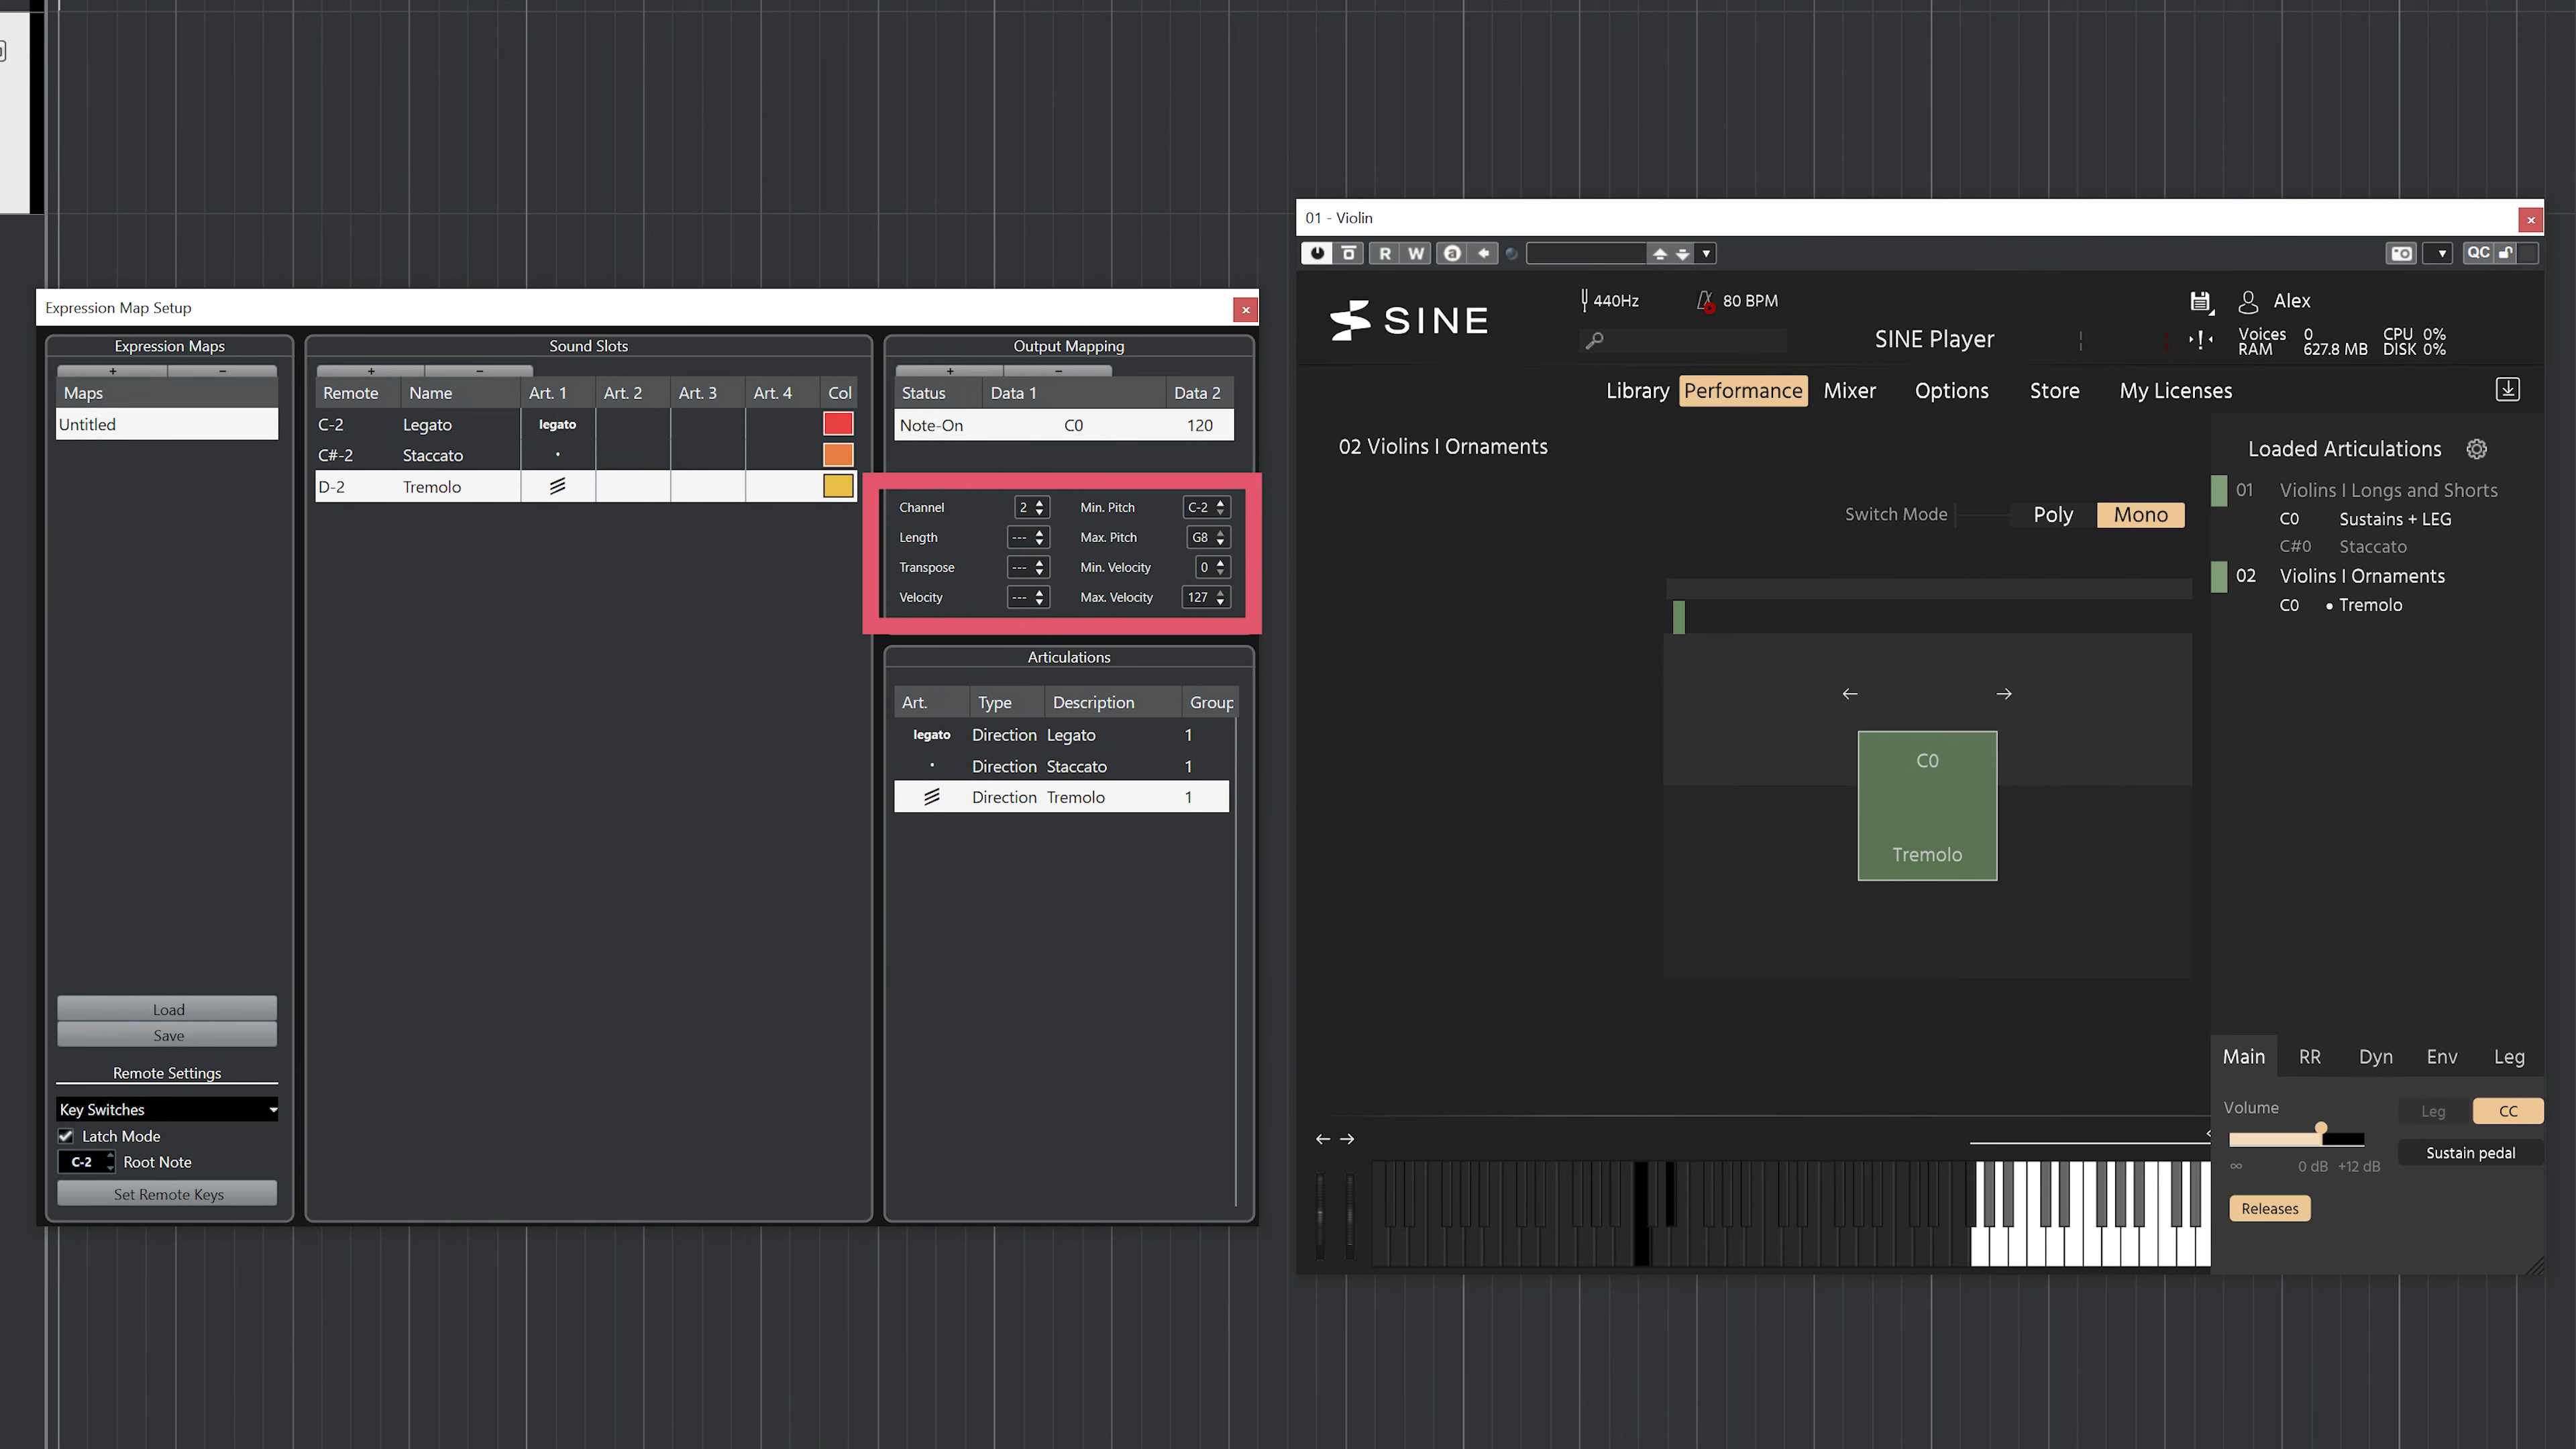 Expression Map Setup
Expression Maps
+ -
Maps
Untitled
Load
Save
Remote Settings
Key Switches
Latch Mode
C-2 Root Note
Set Remote Keys
Sound Slots
+ -
Remote Name Art. 1 Art. 2 Art. 3 Art. 4 Col
C-2 Legato legato
C#-2 Staccato
D-2 Tremolo
Output Mapping
+ -
Status Data 1 Data 2
Note-On C0 120
Channel 2 Min. Pitch C-2
Length --- Max. Pitch G8
Transpose --- Min. Velocity 0
Velocity --- Max. Velocity 127
Articulations
Art. Type Description Group
legato Direction Legato 1
Direction Staccato 1
Direction Tremolo 1
01 - Violin
R W a QC
SINE
440Hz 80 BPM
SINE Player
Alex
Voices 0 CPU 0%
RAM 627.8 MB DISK 0%
Library Performance Mixer Options Store My Licenses
02 Violins I Ornaments
Switch Mode Poly Mono
C0
Tremolo
Loaded Articulations
01 Violins I Longs and Shorts
C0 Sustains + LEG
C#0 Staccato
02 Violins I Ornaments
C0 • Tremolo
Main RR Dyn Env Leg
Volume Leg CC
Sustain pedal
∞ 0 dB +12 dB
Releases